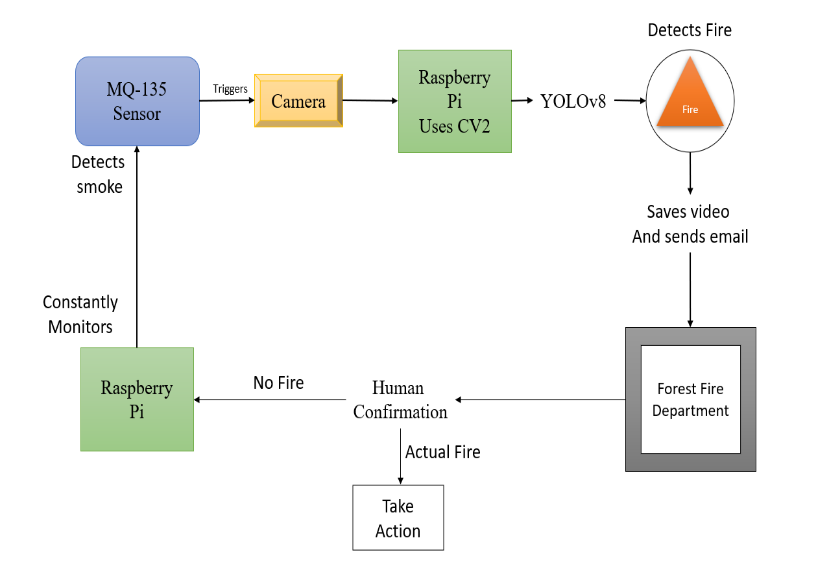 Detects Fire
MQ-135
Sensor
Triggers
Camera
Raspberry
Pi
Uses CV2
YOLOv8
Fire
Detects
smoke
Saves video
And sends email
Constantly
Monitors
Raspberry
Pi
No Fire
Human
Confirmation
Forest Fire
Department
Actual Fire
Take
Action